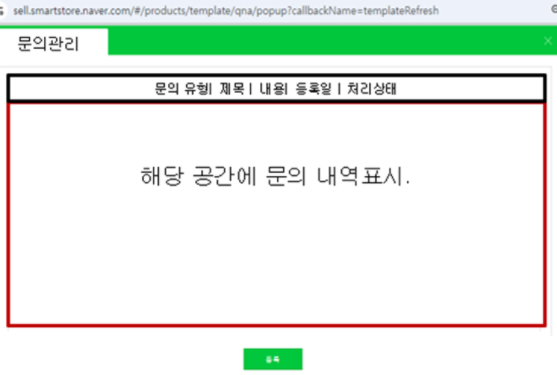 sell.smartstore.naver.com/#/products/template/qna/popup?callbackName=templateRefresh
문의관리
문의 유형| 제목 | 내용| 등록일 | 처리상태
해당 공간에 문의 내역표시.
등록